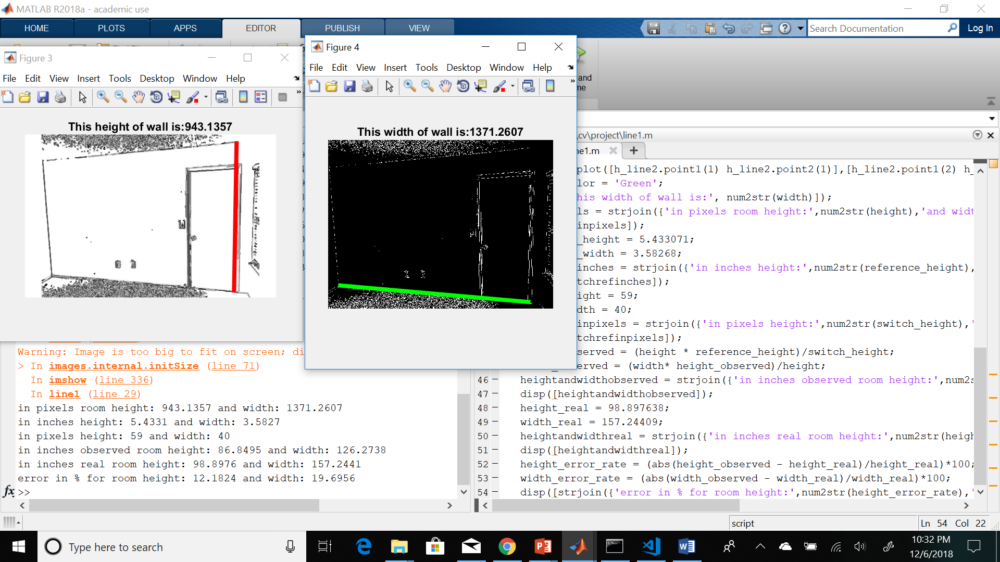 MATLAB R2018a - academic use
HOME
PLOTS
APPS
EDITOR
PUBLISH
VIEW
Search Documentation
Log In
Figure 3
File Edit View Insert Tools Desktop Window Help
This height of wall is:943.1357
Figure 4
File Edit View Insert Tools Desktop Window Help
This width of wall is:1371.2607
and
me
\cv\project\line1.m
ne1.m
plot([h_line2.point1(1) h_line2.point2(1)],[h_line2.point1(2) h_
lor = 'Green';
his width of wall is:', num2str(width)]);
ls = strjoin({'in pixels room height:',num2str(height),'and widt
inpixels]);
_height = 5.433071;
_width = 3.58268;
inches = strjoin({'in inches height:',num2str(reference_height),
tchrefinches]);
ight = 59;
dth = 40;
inpixels = strjoin({'in pixels height:',num2str(switch_height),'
tchrefinpixels]);
served = (height * reference_height)/switch_height;
erved = (width* height_observed)/height;
46 heightandwidthobserved = strjoin({'in inches observed room height:',num2s
47 disp([heightandwidthobserved]);
48 height_real = 98.897638;
49 width_real = 157.24409;
50 heightandwidthreal = strjoin({'in inches real room height:',num2str(heigh
51 disp([heightandwidthreal]);
52 height_error_rate = (abs(height_observed - height_real)/height_real)*100;
53 width_error_rate = (abs(width_observed - width_real)/width_real)*100;
54 disp([strjoin({'error in % for room height:',num2str(height_error_rate),'
Warning: Image is too big to fit on screen; di
> In images.internal.initSize (line 71)
In imshow (line 336)
In line1 (line 29)
in pixels room height: 943.1357 and width: 1371.2607
in inches height: 5.4331 and width: 3.5827
in pixels height: 59 and width: 40
in inches observed room height: 86.8495 and width: 126.2738
in inches real room height: 98.8976 and width: 157.2441
error in % for room height: 12.1824 and width: 19.6956
fx >>
script
Ln 54 Col 22
Type here to search
10:32 PM
12/6/2018